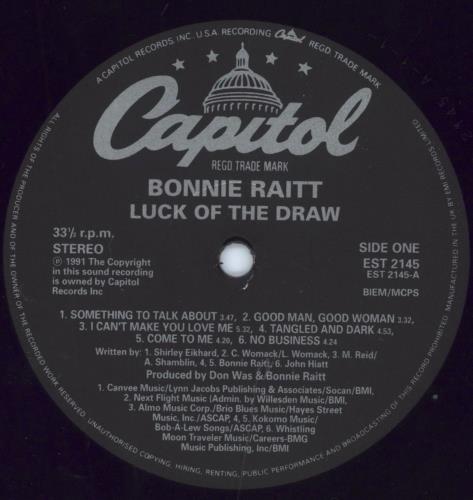 A CAPITOL RECORDS, INC., U.S.A. RECORDING Capitol REGD. TRADE MARK
Capitol
REGD TRADE MARK
BONNIE RAITT
LUCK OF THE DRAW
33⅓ r.p.m.
STEREO
℗ 1991 The Copyright
in this sound recording
is owned by Capitol
Records Inc
SIDE ONE
EST 2145
EST 2145-A
BIEM/MCPS
1. SOMETHING TO TALK ABOUT 3.47, 2. GOOD MAN, GOOD WOMAN 3.32,
3. I CAN'T MAKE YOU LOVE ME 5.32, 4. TANGLED AND DARK 4.53,
5. COME TO ME 4.20, 6. NO BUSINESS 4.24
Written by: 1. Shirley Eikhard, 2. C. Womack/L. Womack, 3. M. Reid/
A. Shamblin, 4, 5. Bonnie Raitt, 6. John Hiatt
Produced by Don Was & Bonnie Raitt
1. Canvee Music/Lynn Jacobs Publishing & Associates/Socan/BMI,
2. Next Flight Music (Admin. by Willesden Music/BMI,
3. Almo Music Corp./Brio Blues Music/Hayes Street
Music, Inc./ASCAP, 4, 5. Kokomo Music/
Bob-A-Lew Songs/ASCAP, 6. Whistling
Moon Traveler Music/Careers-BMG
Music Publishing, Inc/BMI
ALL RIGHTS OF THE PRODUCER AND OF THE OWNER OF THE RECORDED WORK RESERVED. UNAUTHORISED COPYING, HIRING, RENTING, PUBLIC PERFORMANCE AND BROADCASTING OF THIS RECORD PROHIBITED. MANUFACTURED IN THE UK BY EMI RECORDS LIMITED